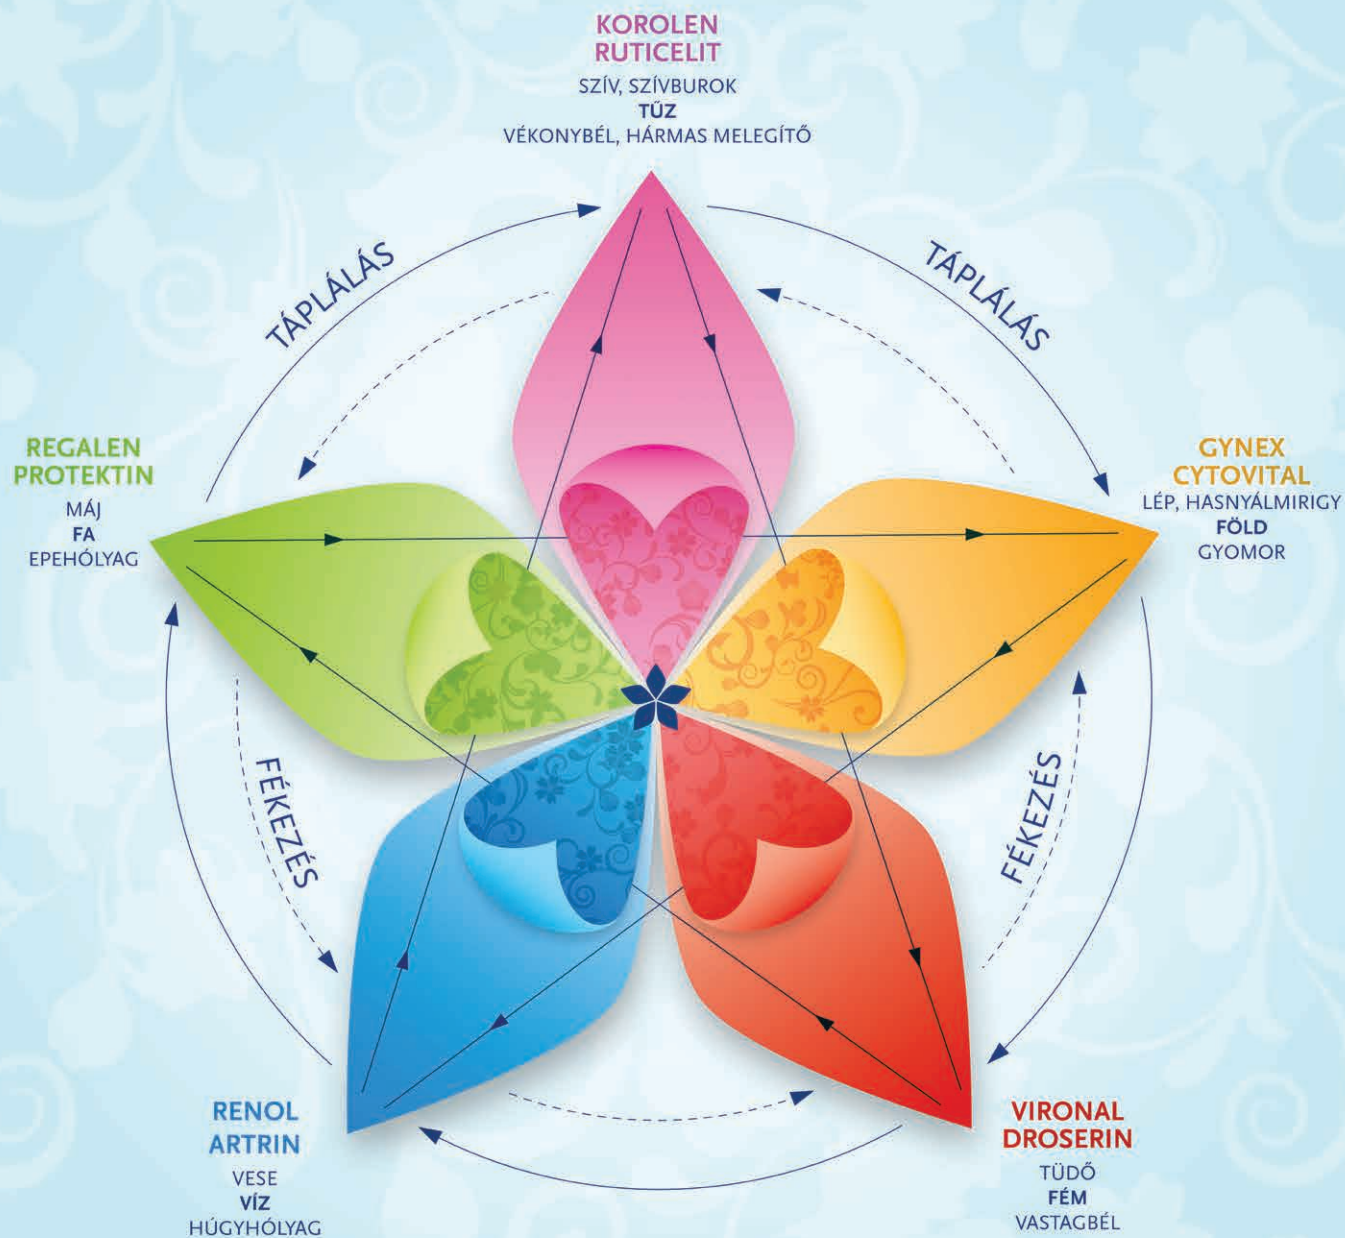 KOROLEN
RUTICELIT
SZÍV, SZÍVBUROK
TŰZ
VÉKONYBÉL, HÁRMAS MELEGÍTŐ
TÁPLÁLÁS
TÁPLÁLÁS
REGALEN
PROTEKTIN
MÁJ
FA
EPEHÓLYAG
GYNEX
CYTOVITAL
LÉP, HASNYÁLMIRIGY
FÖLD
GYOMOR
FÉKEZÉS
FÉKEZÉS
RENOL
ARTRIN
VESE
VÍZ
HÚGYHÓLYAG
VIRONAL
DROSERIN
TÜDŐ
FÉM
VASTAGBÉL